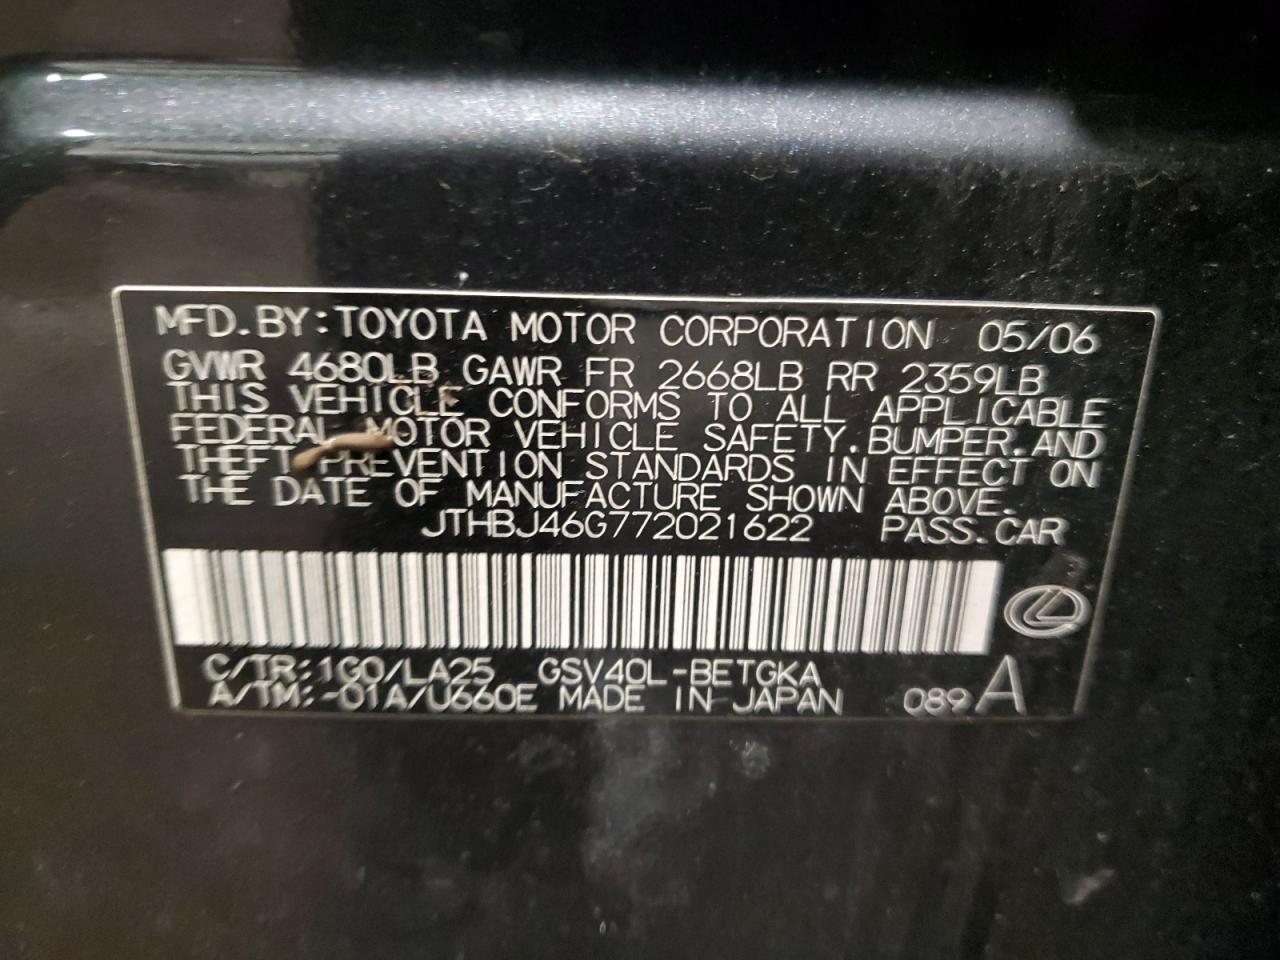 MFD.BY:TOYOTA MOTOR CORPORATION 05/06
GVWR 4680LB GAWR FR 2668LB RR 2359LB
THIS VEHICLE CONFORMS TO ALL APPLICABLE
FEDERAL MOTOR VEHICLE SAFETY,BUMPER,AND
THEFT PREVENTION STANDARDS IN EFFECT ON
THE DATE OF MANUFACTURE SHOWN ABOVE.
JTHBJ46G772021622 PASS.CAR
C/TR:1G0/LA25 GSV40L-BETGKA
A/TM:-01A/U660E MADE IN JAPAN 089 A